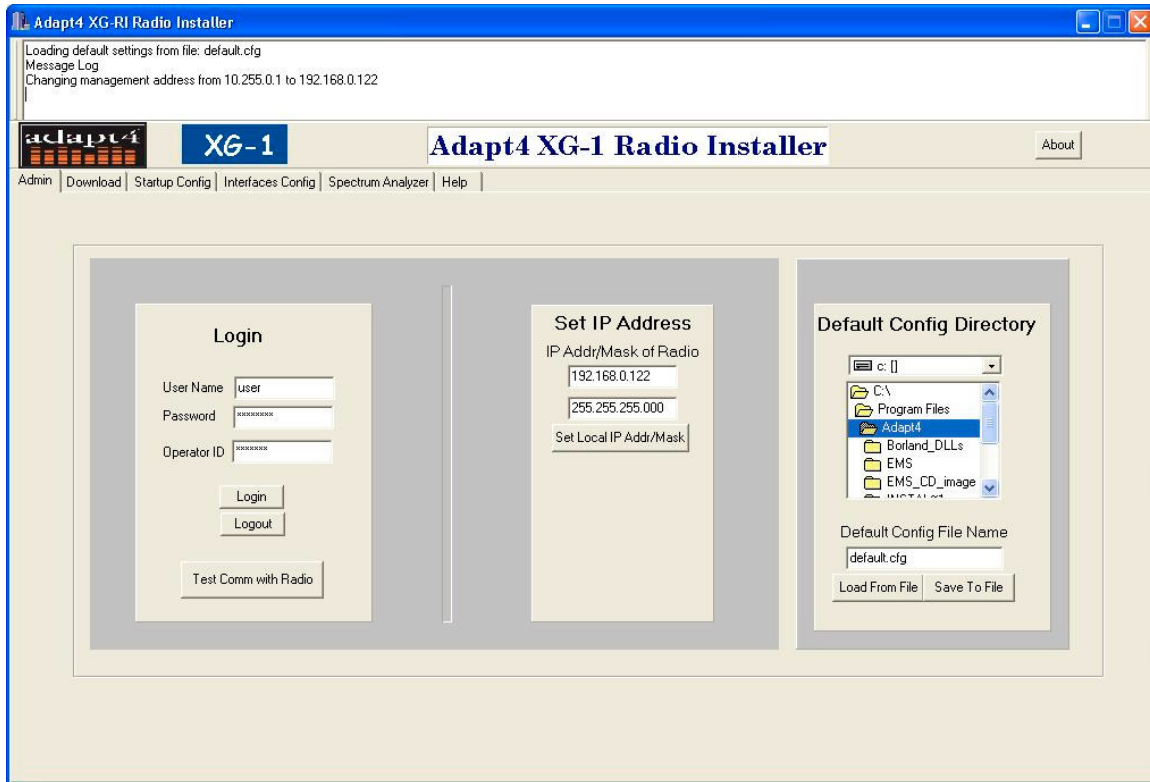 Adapt4 XG-RI Radio Installer
Loading default settings from file: default.cfg
Message Log
Changing management address from 10.255.0.1 to 192.168.0.122
adapt4
XG-1
Adapt4 XG-1 Radio Installer
About
Admin Download Startup Config Interfaces Config Spectrum Analyzer Help
Login
User Name user
Password ********
Operator ID *******
Login
Logout
Test Comm with Radio
Set IP Address
IP Addr/Mask of Radio
192.168.0.122
255.255.255.000
Set Local IP Addr/Mask
Default Config Directory
c: []
C:\
Program Files
Adapt4
Borland_DLLs
EMS
EMS_CD_image
Default Config File Name
default.cfg
Load From File Save To File